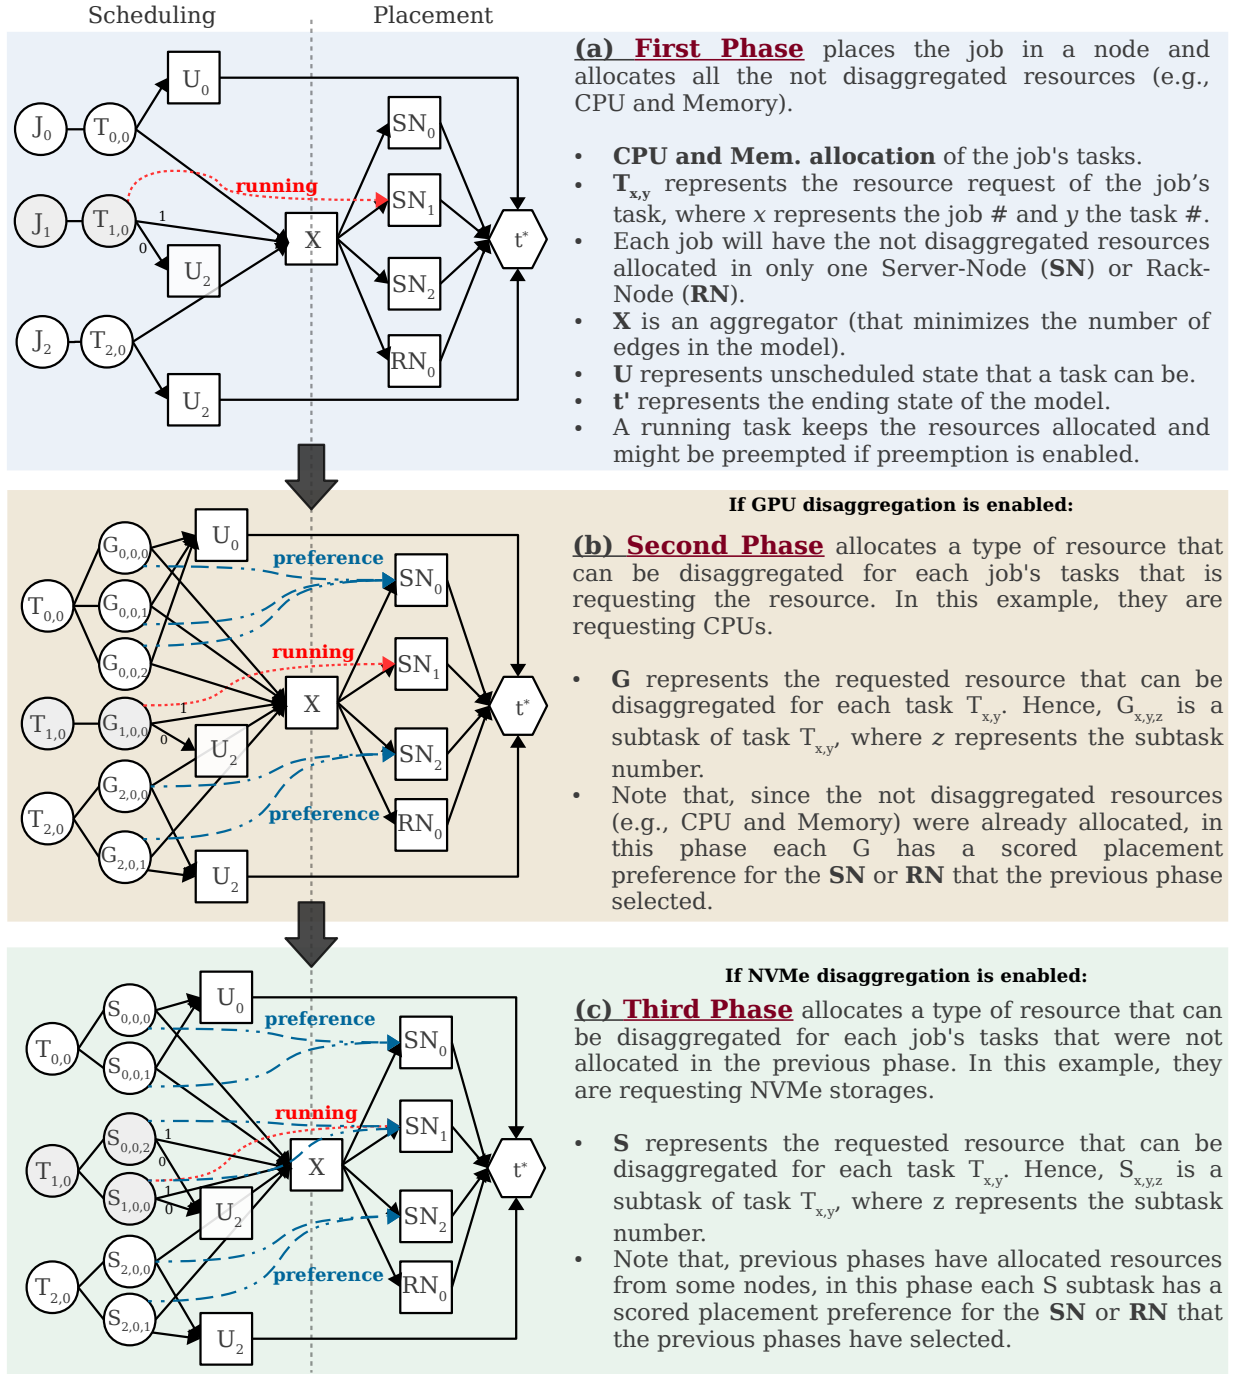 Scheduling
Placement
U0
J0
T0,0
SN0
running
J1
T1,0
1
SN1
0
X
t*
U2
SN2
J2
T2,0
RN0
U2
(a) First Phase places the job in a node and
allocates all the not disaggregated resources (e.g.,
CPU and Memory).
• CPU and Mem. allocation of the job's tasks.
• Tx,y represents the resource request of the job’s
task, where x represents the job # and y the task #.
• Each job will have the not disaggregated resources
allocated in only one Server-Node (SN) or Rack-
Node (RN).
• X is an aggregator (that minimizes the number of
edges in the model).
• U represents unscheduled state that a task can be.
• t' represents the ending state of the model.
• A running task keeps the resources allocated and
might be preempted if preemption is enabled.
U0
G0,0,0
preference
SN0
T0,0
G0,0,1
G0,0,2
running
SN1
X
T1,0
G1,0,0
1
0
t*
U2
SN2
G2,0,0
preference
T2,0
RN0
G2,0,1
U2
If GPU disaggregation is enabled:
(b) Second Phase allocates a type of resource that
can be disaggregated for each job's tasks that is
requesting the resource. In this example, they are
requesting CPUs.
• G represents the requested resource that can be
disaggregated for each task Tx,y. Hence, Gx,y,z is a
subtask of task Tx,y, where z represents the subtask
number.
• Note that, since the not disaggregated resources
(e.g., CPU and Memory) were already allocated, in
this phase each G has a scored placement
preference for the SN or RN that the previous phase
selected.
U0
S0,0,0
preference
SN0
T0,0
S0,0,1
running
S0,0,2
1
SN1
0
X
T1,0
t*
S1,0,0
1
0
U2
SN2
S2,0,0
preference
T2,0
RN0
S2,0,1
U2
If NVMe disaggregation is enabled:
(c) Third Phase allocates a type of resource that can
be disaggregated for each job's tasks that were not
allocated in the previous phase. In this example, they
are requesting NVMe storages.
• S represents the requested resource that can be
disaggregated for each task Tx,y. Hence, Sx,y,z is a
subtask of task Tx,y, where z represents the subtask
number.
• Note that, previous phases have allocated resources
from some nodes, in this phase each S subtask has a
scored placement preference for the SN or RN that
the previous phases have selected.